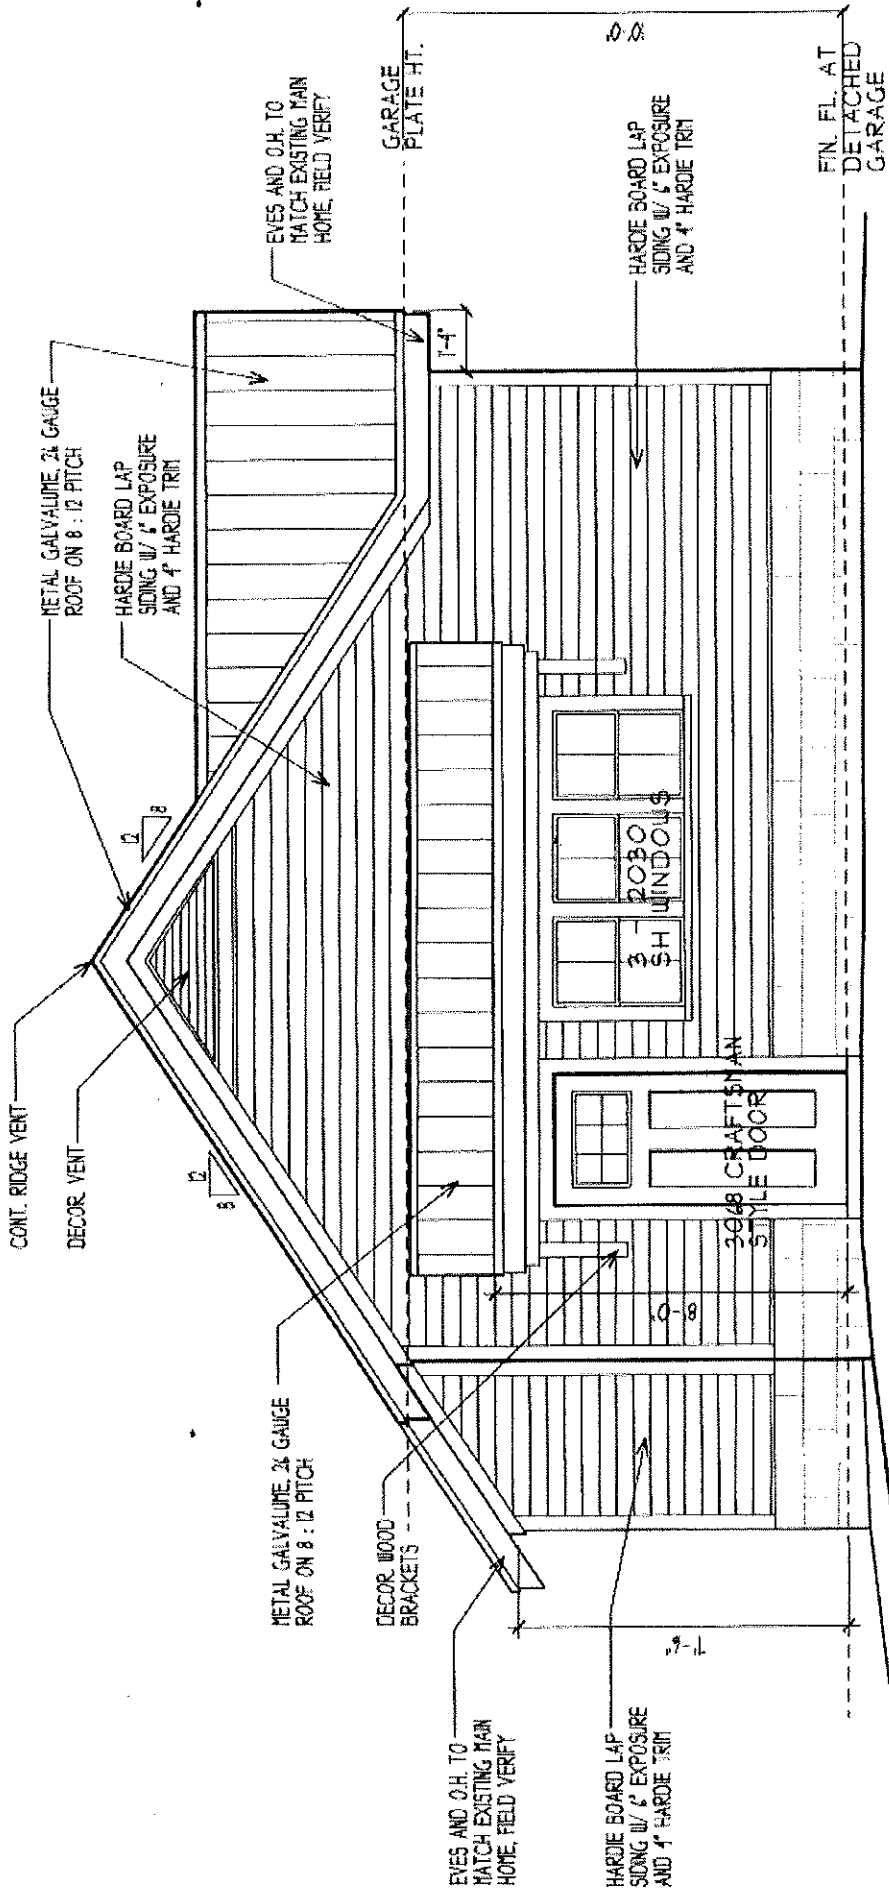 CONT. RIDGE VENT
DECOR VENT
METAL GALVALUME, 26 GAUGE
ROOF ON 8 : 12 PITCH
HARDIE BOARD LAP
SIDING W/ 6" EXPOSURE
AND 4" HARDIE TRIM
EVES AND O.H. TO
MATCH EXISTING MAIN
HOME, FIELD VERIFY
GARAGE
PLATE HT.
12
8
12
8
METAL GALVALUME, 26 GAUGE
ROOF ON 8 : 12 PITCH
DECOR WOOD
BRACKETS
EVES AND O.H. TO
MATCH EXISTING MAIN
HOME, FIELD VERIFY
HARDIE BOARD LAP
SIDING W/ 6" EXPOSURE
AND 4" HARDIE TRIM
7'-6"
8'-0"
3068 CRAFTSMAN
STYLE DOOR
3 - 2030
SH WINDOWS
1'-4"
HARDIE BOARD LAP
SIDING W/ 6" EXPOSURE
AND 4" HARDIE TRIM
FIN. FL. AT
DETACHED
GARAGE